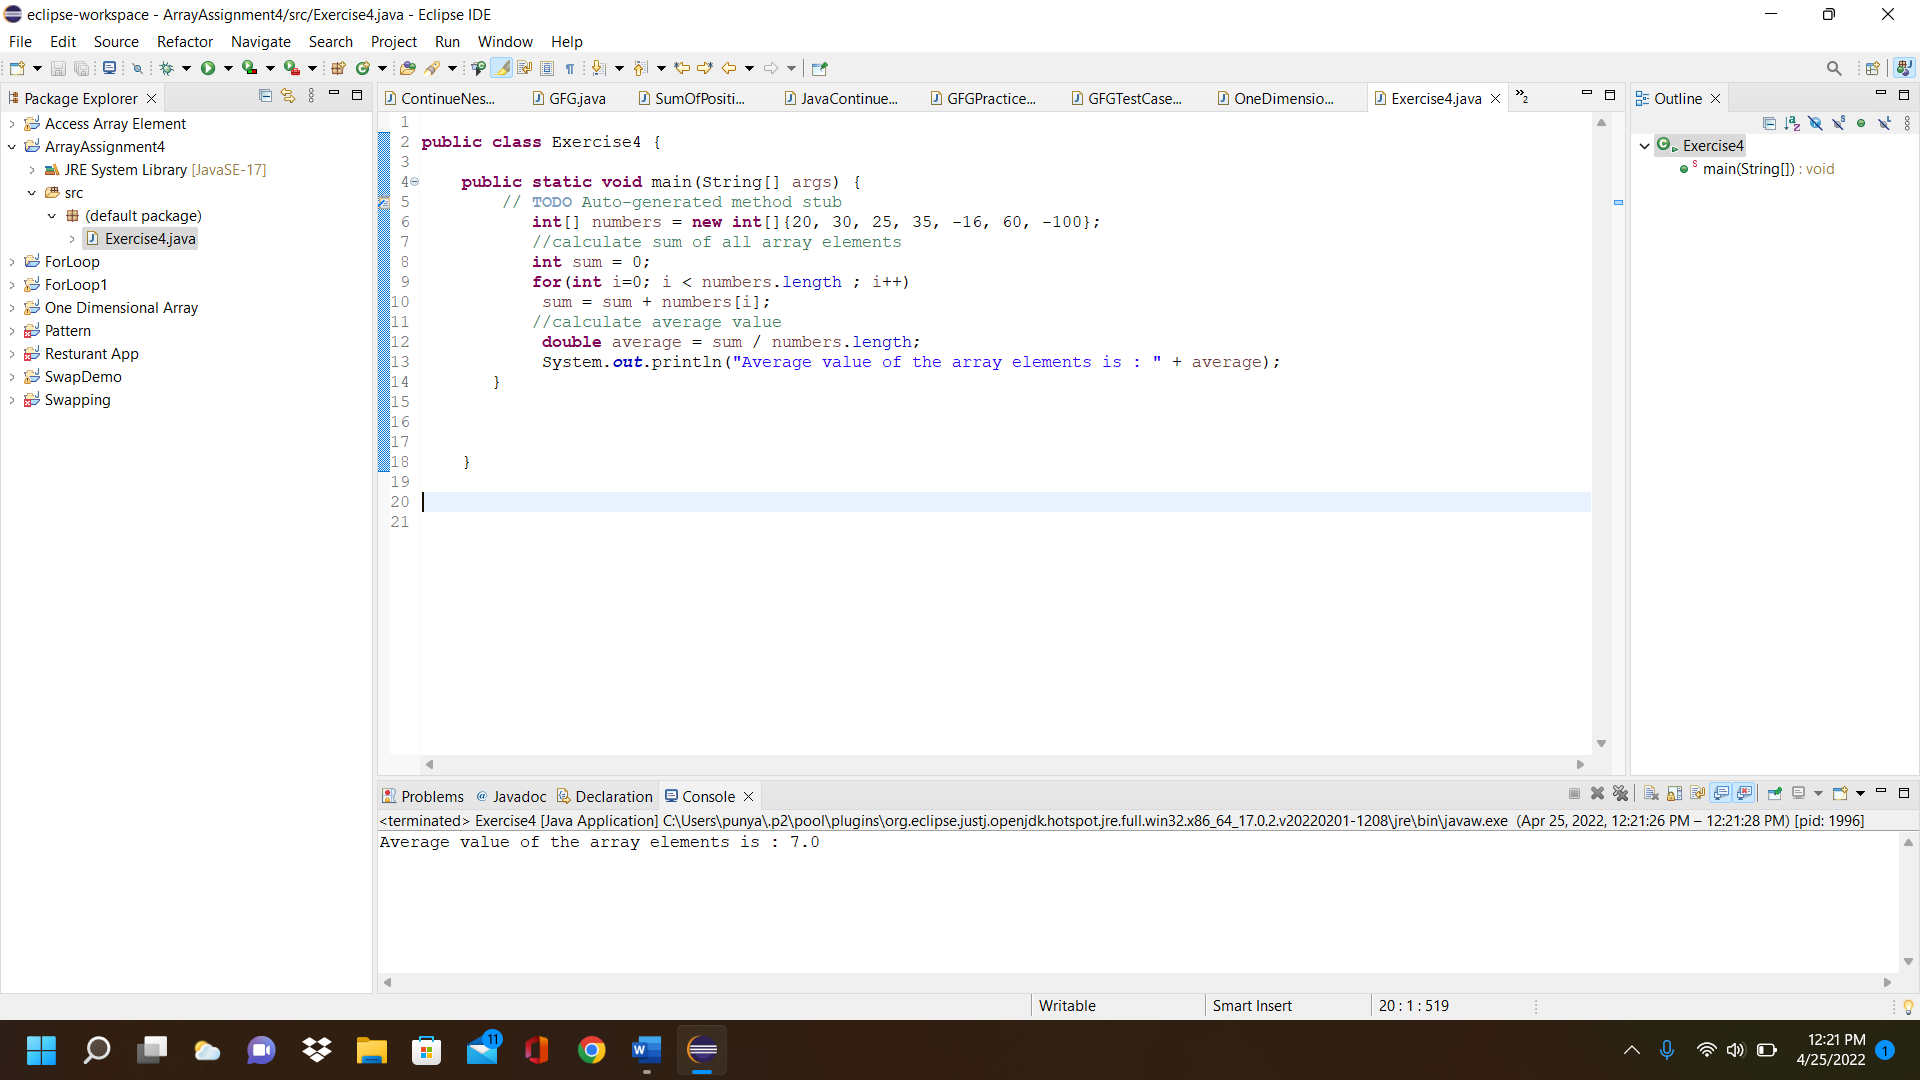 eclipse-workspace - ArrayAssignment4/src/Exercise4.java - Eclipse IDE
File Edit Source Refactor Navigate Search Project Run Window Help
Package Explorer
Access Array Element
ArrayAssignment4
JRE System Library [JavaSE-17]
src
(default package)
Exercise4.java
ForLoop
ForLoop1
One Dimensional Array
Pattern
Resturant App
SwapDemo
Swapping
ContinueNes... GFG.java SumOfPositi... JavaContinue... GFGPractice... GFGTestCase... OneDimensio... Exercise4.java »2
1
2 public class Exercise4 {
3
4 public static void main(String[] args) {
5 // TODO Auto-generated method stub
6 int[] numbers = new int[]{20, 30, 25, 35, -16, 60, -100};
7 //calculate sum of all array elements
8 int sum = 0;
9 for(int i=0; i < numbers.length ; i++)
10 sum = sum + numbers[i];
11 //calculate average value
12 double average = sum / numbers.length;
13 System.out.println("Average value of the array elements is : " + average);
14 }
15
16
17
18 }
19
20
21
Outline
Exercise4
main(String[]) : void
Problems Javadoc Declaration Console
<terminated> Exercise4 [Java Application] C:\Users\punya\.p2\pool\plugins\org.eclipse.justj.openjdk.hotspot.jre.full.win32.x86_64_17.0.2.v20220201-1208\jre\bin\javaw.exe (Apr 25, 2022, 12:21:26 PM – 12:21:28 PM) [pid: 1996]
Average value of the array elements is : 7.0
Writable Smart Insert 20 : 1 : 519
11
12:21 PM
4/25/2022
1